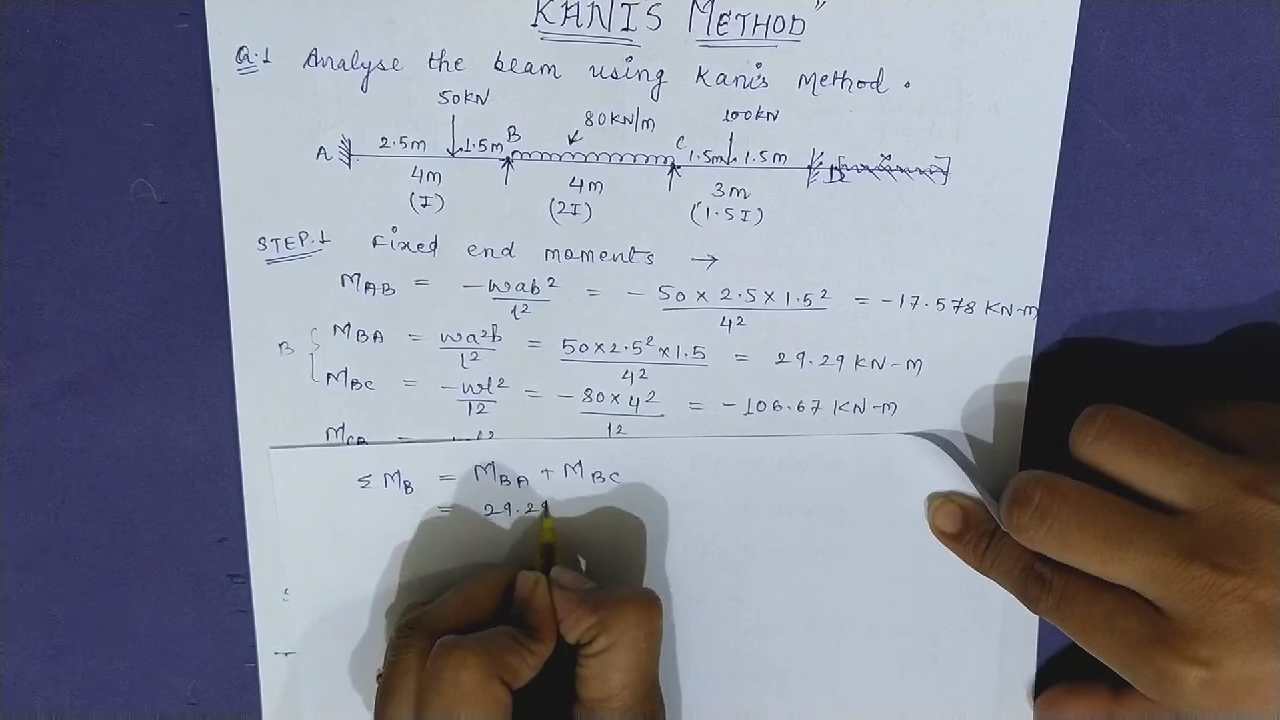 KANIS METHOD"
Q.1 Analyse the beam using Kanis Method.
50KN 80KN/m 100KN
A 2.5m 1.5m B C 1.5m 1.5m
4m 4m 3m
(I) (2I) (1.5I)
STEP.1 Fixed end moments →
MAB = -wab²/l² = - 50 × 2.5 × 1.5²/4² = -17.578 KN-m
B { MBA = wa²b/l² = 50×2.5²×1.5/4² = 29.29 KN-m
MBC = -wl²/12 = - 80×4²/12 = -106.67 KN-m
MCB =
ΣMB = MBA + MBC
= 29.29